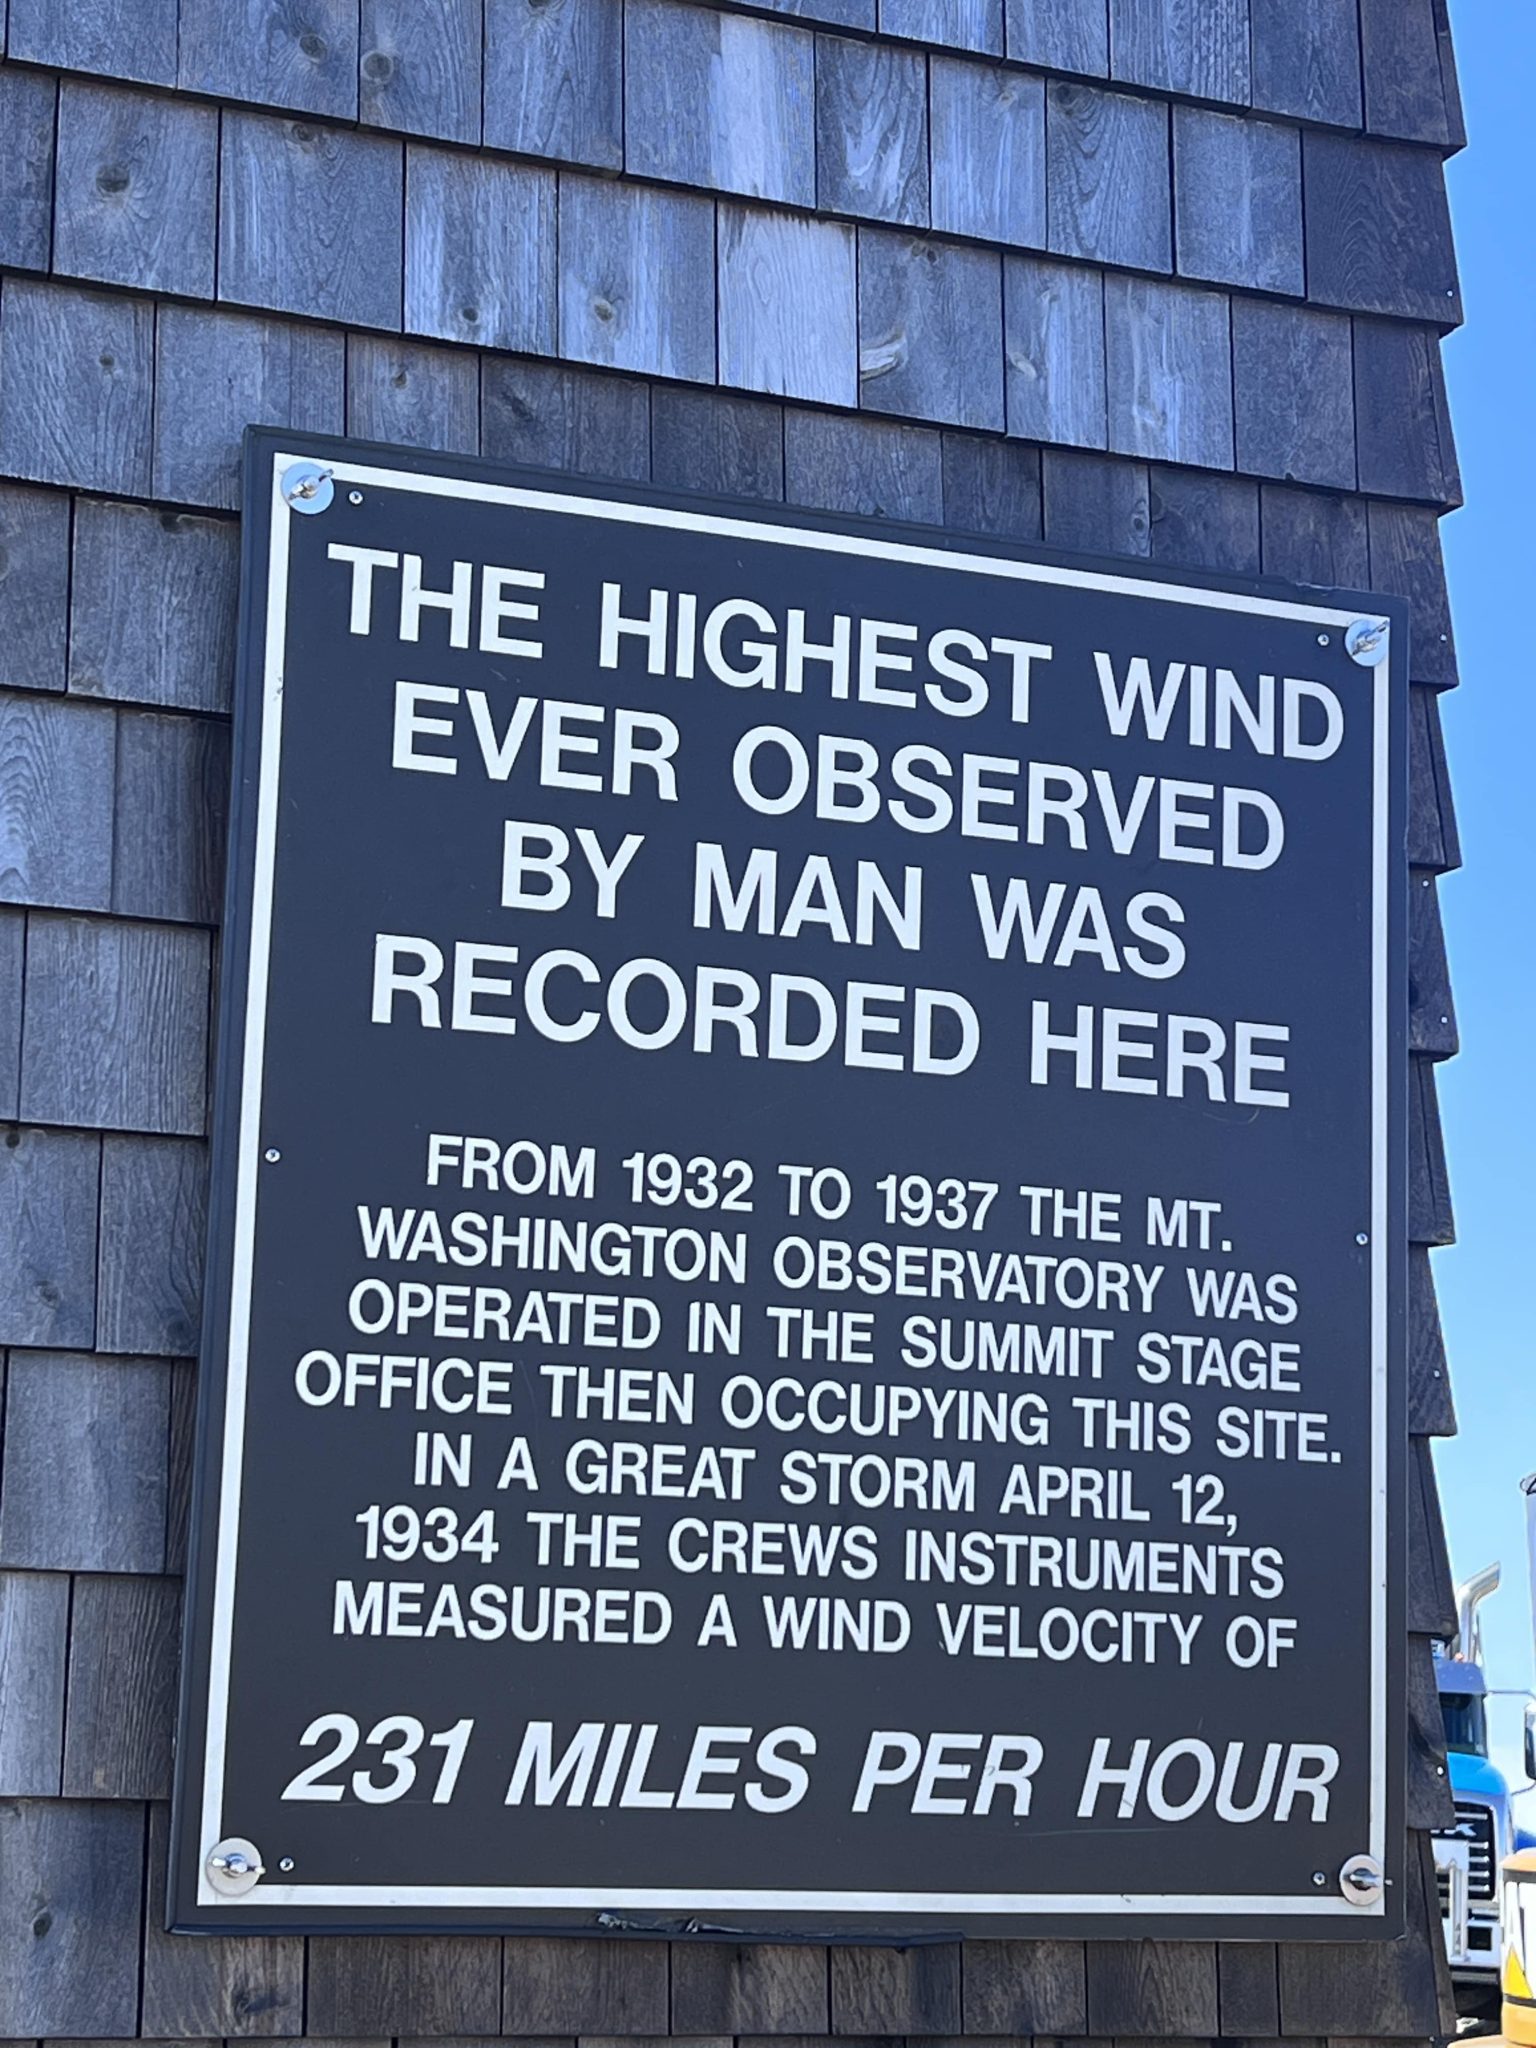 THE HIGHEST WIND
EVER OBSERVED
BY MAN WAS
RECORDED HERE
FROM 1932 TO 1937 THE MT.
WASHINGTON OBSERVATORY WAS
OPERATED IN THE SUMMIT STAGE
OFFICE THEN OCCUPYING THIS SITE.
IN A GREAT STORM APRIL 12,
1934 THE CREWS INSTRUMENTS
MEASURED A WIND VELOCITY OF
231 MILES PER HOUR